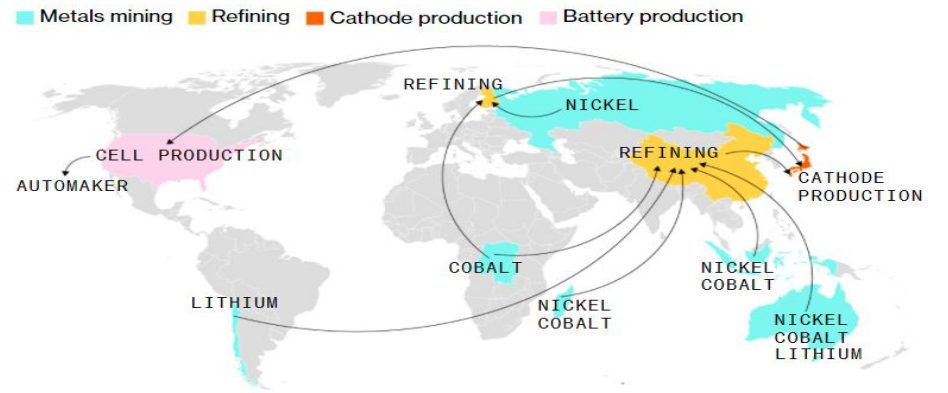 Metals mining Refining Cathode production Battery production
REFINING
NICKEL
CELL PRODUCTION
REFINING
AUTOMAKER
CATHODE
PRODUCTION
COBALT
NICKEL
COBALT
LITHIUM
NICKEL
COBALT
NICKEL
COBALT
LITHIUM